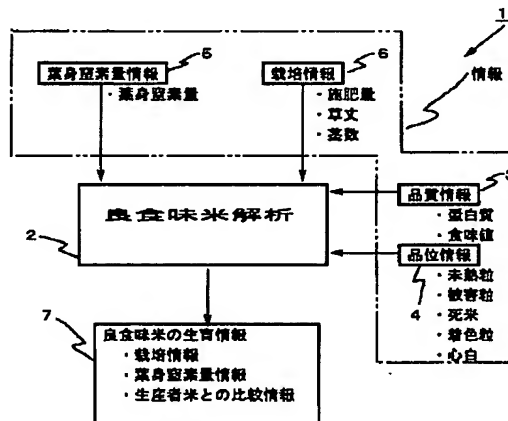 1
5
6
葉身窒素量情報
栽培情報
情報
・葉身窒素量
・施肥量
・草丈
・茎数
3
品質情報
良食味米解析
・蛋白質
・食味値
2
品位情報
4
・未熟粒
・被害粒
・死米
・着色粒
・心白
7
良食味米の生育情報
・栽培情報
・葉身窒素量情報
・生産者米との比較情報